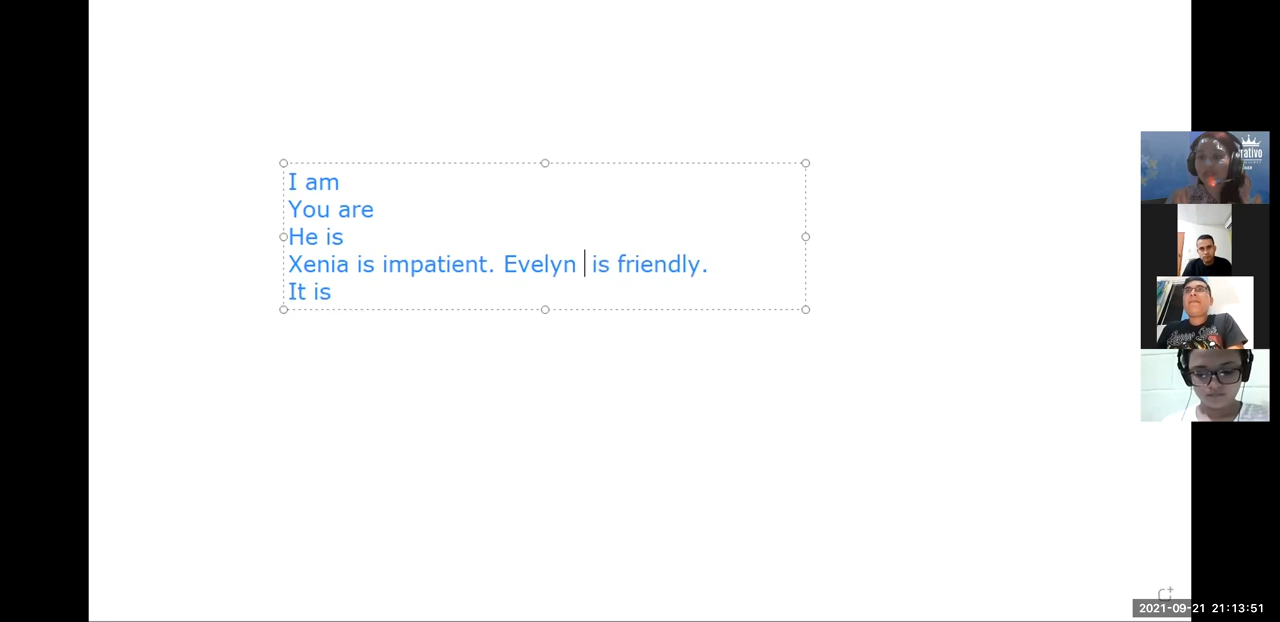 I am
You are
He is
Xenia is impatient. Evelyn is friendly.
It is
2021-09-21 21:13:51